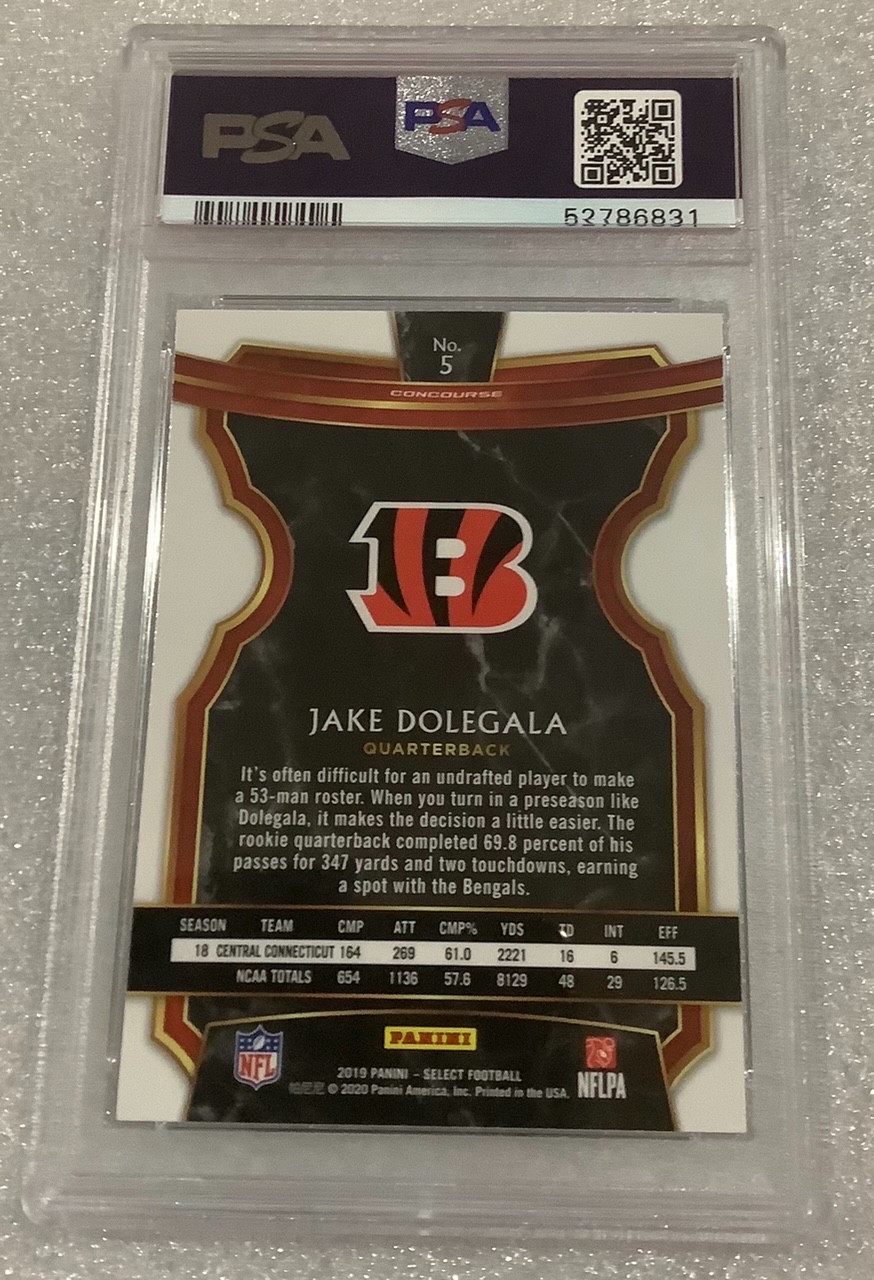 PSA
PSA
53786831
No.
5
CONCOURSE
B
JAKE DOLEGALA
QUARTERBACK
It's often difficult for an undrafted player to make
a 53-man roster. When you turn in a preseason like
Dolegala, it makes the decision a little easier. The
rookie quarterback completed 69.8 percent of his
passes for 347 yards and two touchdowns, earning
a spot with the Bengals.
SEASON TEAM CMP ATT CMP% YDS TD INT EFF
18 CENTRAL CONNECTICUT 164 269 61.0 2221 16 6 145.5
NCAA TOTALS 654 1136 57.6 8129 48 29 126.5
PANINI
NFL
2019 PANINI – SELECT FOOTBALL
帕尼尼 © 2020 Panini America, Inc. Printed in the USA.
NFLPA